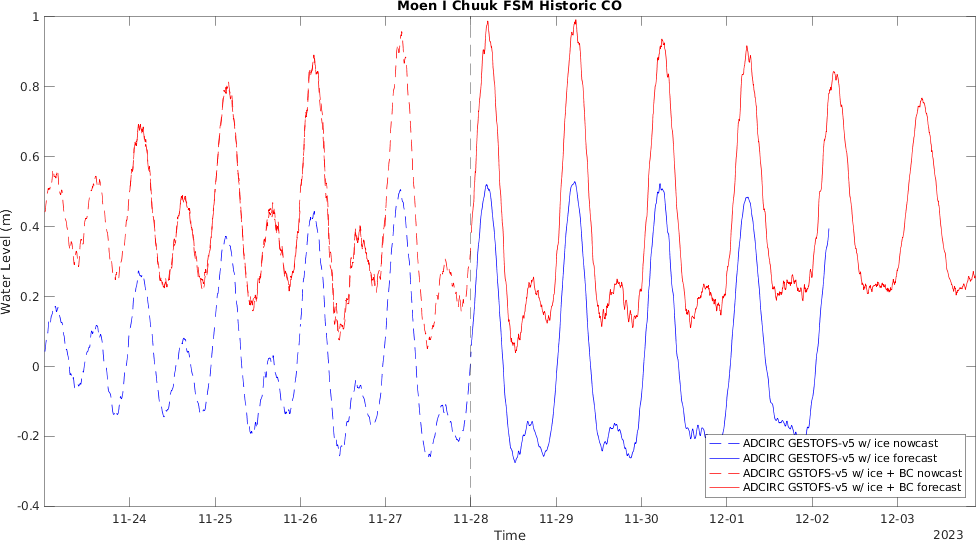 Moen I Chuuk FSM Historic CO
1
0.8
0.6
0.4
0.2
0
-0.2
-0.4
Water Level (m)
ADCIRC GESTOFS-v5 w/ ice nowcast
ADCIRC GESTOFS-v5 w/ ice forecast
ADCIRC GSTOFS-v5 w/ ice + BC nowcast
ADCIRC GSTOFS-v5 w/ ice + BC forecast
11-24 11-25 11-26 11-27 11-28 11-29 11-30 12-01 12-02 12-03
Time
2023